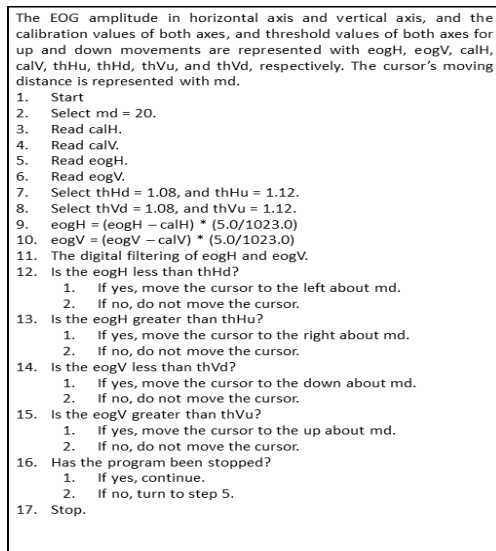 The EOG amplitude in horizontal axis and vertical axis, and the
calibration values of both axes, and threshold values of both axes for
up and down movements are represented with eogH, eogV, calH,
calV, thHu, thHd, thVu, and thVd, respectively. The cursor's moving
distance is represented with md.
1. Start
2. Select md = 20.
3. Read calH.
4. Read calV.
5. Read eogH.
6. Read eogV.
7. Select thHd = 1.08, and thHu = 1.12.
8. Select thVd = 1.08, and thVu = 1.12.
9. eogH = (eogH – calH) * (5.0/1023.0)
10. eogV = (eogV – calV) * (5.0/1023.0)
11. The digital filtering of eogH and eogV.
12. Is the eogH less than thHd?
1. If yes, move the cursor to the left about md.
2. If no, do not move the cursor.
13. Is the eogH greater than thHu?
1. If yes, move the cursor to the right about md.
2. If no, do not move the cursor.
14. Is the eogV less than thVd?
1. If yes, move the cursor to the down about md.
2. If no, do not move the cursor.
15. Is the eogV greater than thVu?
1. If yes, move the cursor to the up about md.
2. If no, do not move the cursor.
16. Has the program been stopped?
1. If yes, continue.
2. If no, turn to step 5.
17. Stop.